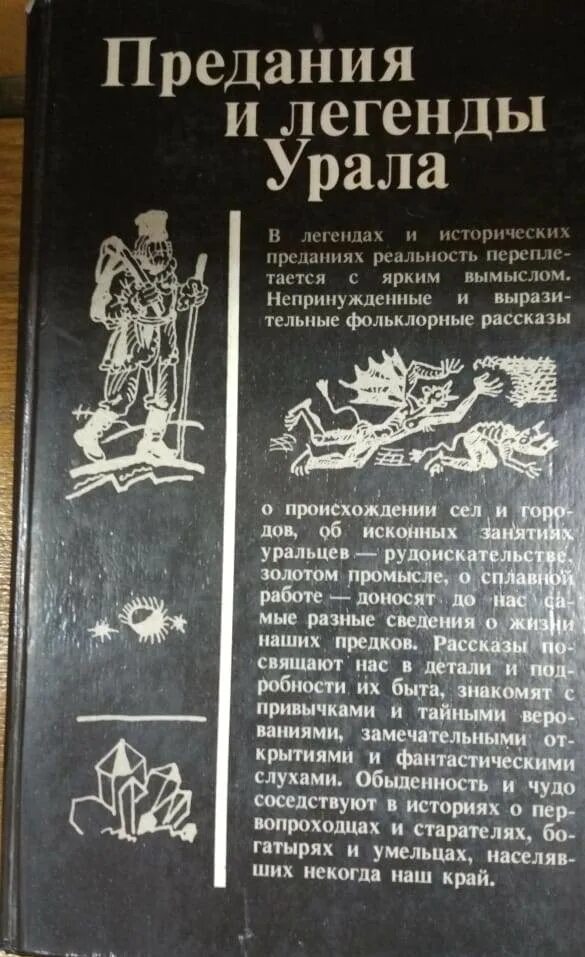 Предания
и легенды
Урала
В легендах и исторических
преданиях реальность перепле-
тается с ярким вымыслом.
Непринужденные и вырази-
тельные фольклорные рассказы
о происхождении сел и горо-
дов, об исконных занятиях
уральцев — рудоискательстве,
золотом промысле, о сплавной
работе — доносят до нас са-
мые разные сведения о жизни
наших предков. Рассказы по-
свящают нас в детали и под-
робности их быта, знакомят с
привычками и тайными веро-
ваниями, замечательными от-
крытиями и фантастическими
слухами. Обыденность и чудо
соседствуют в историях о пер-
вопроходцах и старателях, бо-
гатырях и умельцах, населяв-
ших некогда наш край.